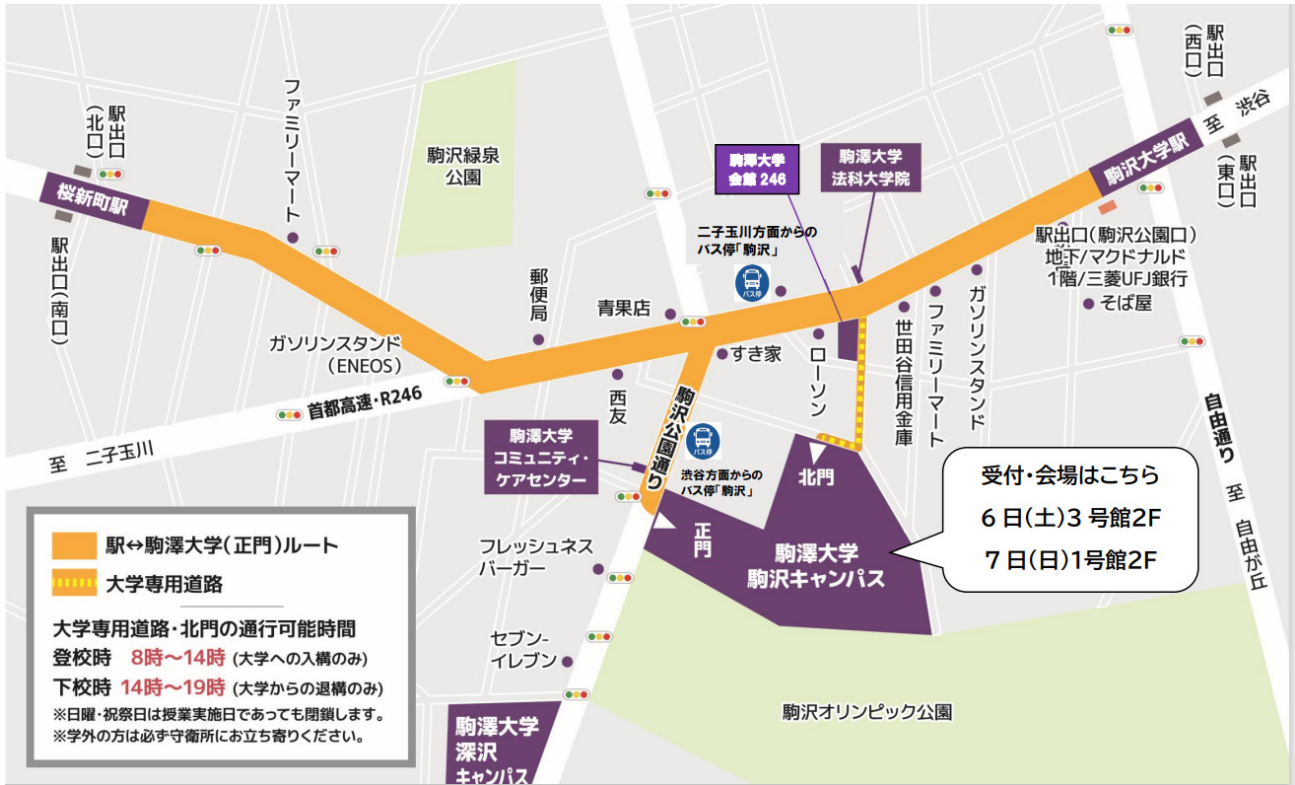 駅出口
(西口)
至 渋谷
駒沢大学駅
駅出口
(東口)
駅出口(駒沢公園口)
地下/マクドナルド
1階/三菱UFJ銀行
そば屋
ファミリーマート
駅出口
(北口)
桜新町駅
駅出口(南口)
駒沢緑泉
公園
駒澤大学
会館 246
駒澤大学
法科大学院
二子玉川方面からの
バス停「駒沢」
バス停
郵便局
青果店
ガソリンスタンド
(ENEOS)
首都高速・R246
至 二子玉川
西友
すき家
ローソン
世田谷信用金庫
ファミリーマート
ガソリンスタンド
自由通り
至 自由が丘
駒沢公園通り
駒澤大学
コミュニティ・
ケアセンター
バス停
渋谷方面からの
バス停「駒沢」
北門
正門
駒澤大学
駒沢キャンパス
受付・会場はこちら
6日(土)3号館2F
7日(日)1号館2F
フレッシュネス
バーガー
セブン-
イレブン
駒沢オリンピック公園
駒澤大学
深沢
キャンパス
駅↔駒澤大学(正門)ルート
大学専用道路
大学専用道路・北門の通行可能時間
登校時 8時～14時 (大学への入構のみ)
下校時 14時～19時 (大学からの退構のみ)
※日曜・祝祭日は授業実施日であっても閉鎖します。
※学外の方は必ず守衛所にお立ち寄りください。